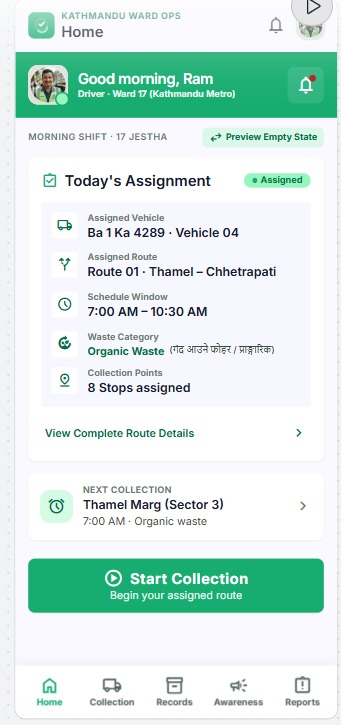 KATHMANDU WARD OPS
Home
Good morning, Ram
Driver · Ward 17 (Kathmandu Metro)
MORNING SHIFT · 17 JESTHA
Preview Empty State
Today's Assignment
Assigned
Assigned Vehicle
Ba 1 Ka 4289 · Vehicle 04
Assigned Route
Route 01 · Thamel – Chhetrapati
Schedule Window
7:00 AM – 10:30 AM
Waste Category
Organic Waste (गंद आउने फोहर / प्राङ्गारिक)
Collection Points
8 Stops assigned
View Complete Route Details
NEXT COLLECTION
Thamel Marg (Sector 3)
7:00 AM · Organic waste
Start Collection
Begin your assigned route
Home
Collection
Records
Awareness
Reports